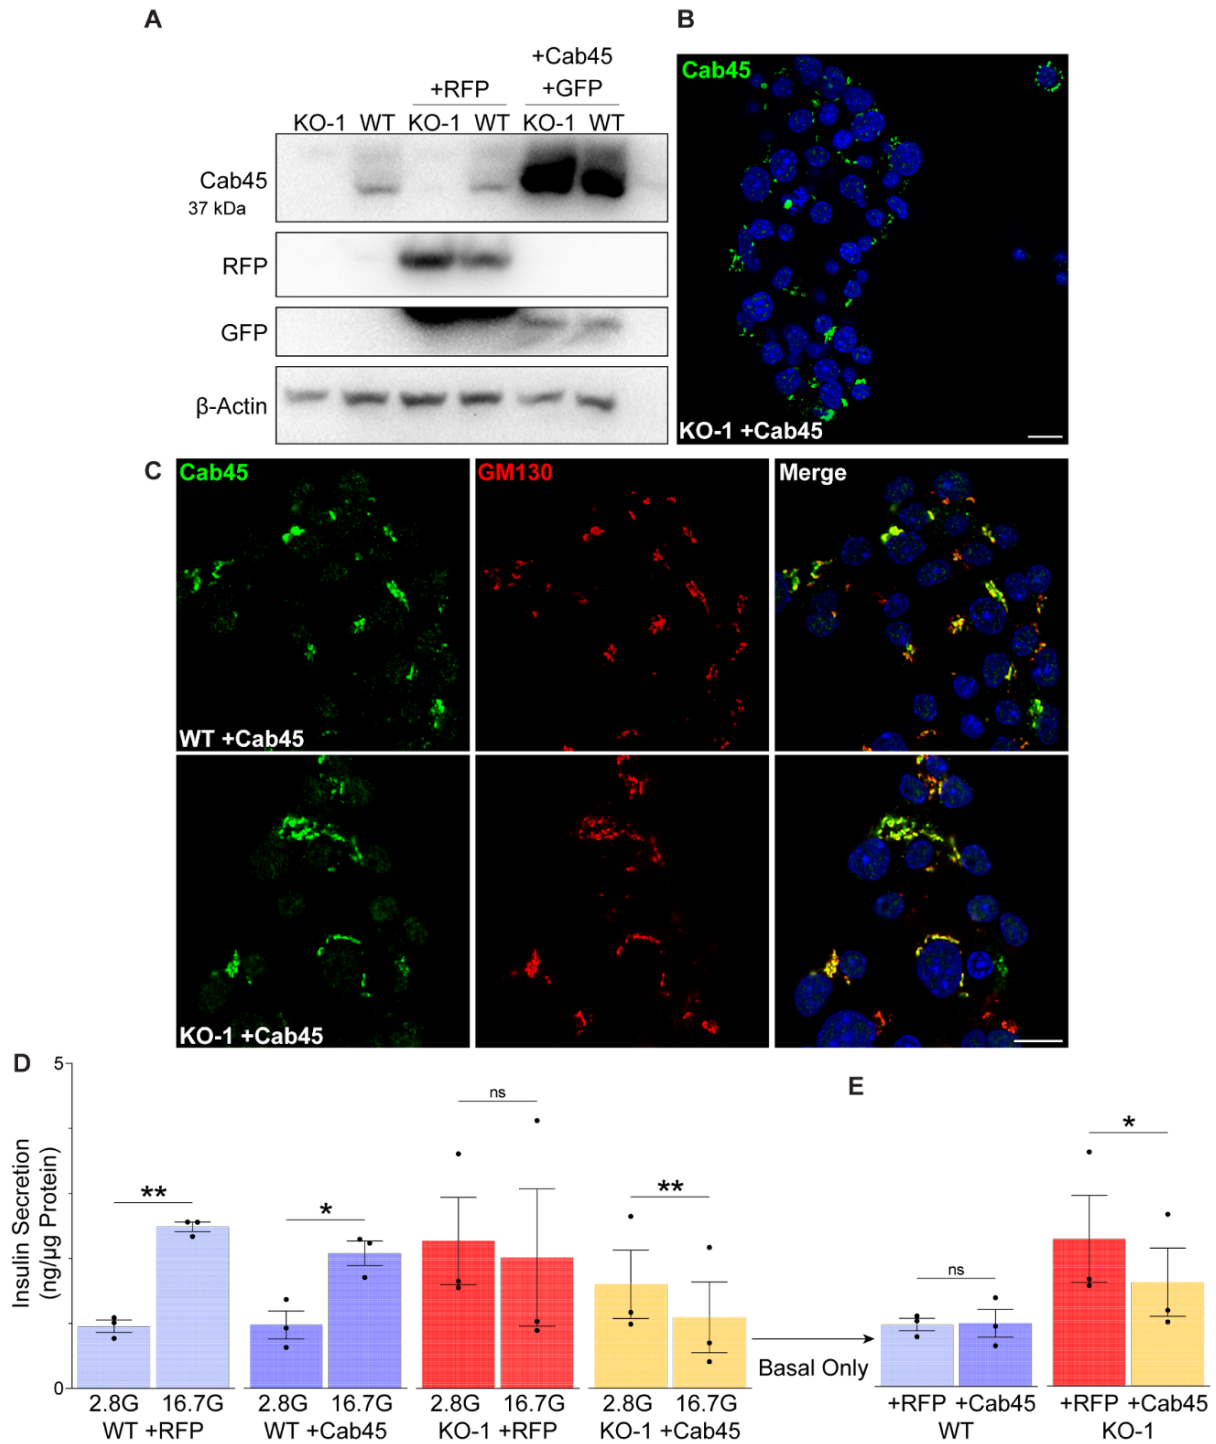 A
+Cab45
+RFP
+GFP
KO-1 WT KO-1 WT KO-1 WT
Cab45
37 kDa
RFP
GFP
β-Actin
B
Cab45
KO-1 +Cab45
C
Cab45
GM130
Merge
WT +Cab45
KO-1 +Cab45
D
Insulin Secretion
(ng/µg Protein)
5
0
**
*
ns
**
2.8G 16.7G 2.8G 16.7G 2.8G 16.7G 2.8G 16.7G
WT +RFP WT +Cab45 KO-1 +RFP KO-1 +Cab45
Basal Only
E
ns
*
+RFP +Cab45 +RFP +Cab45
WT KO-1